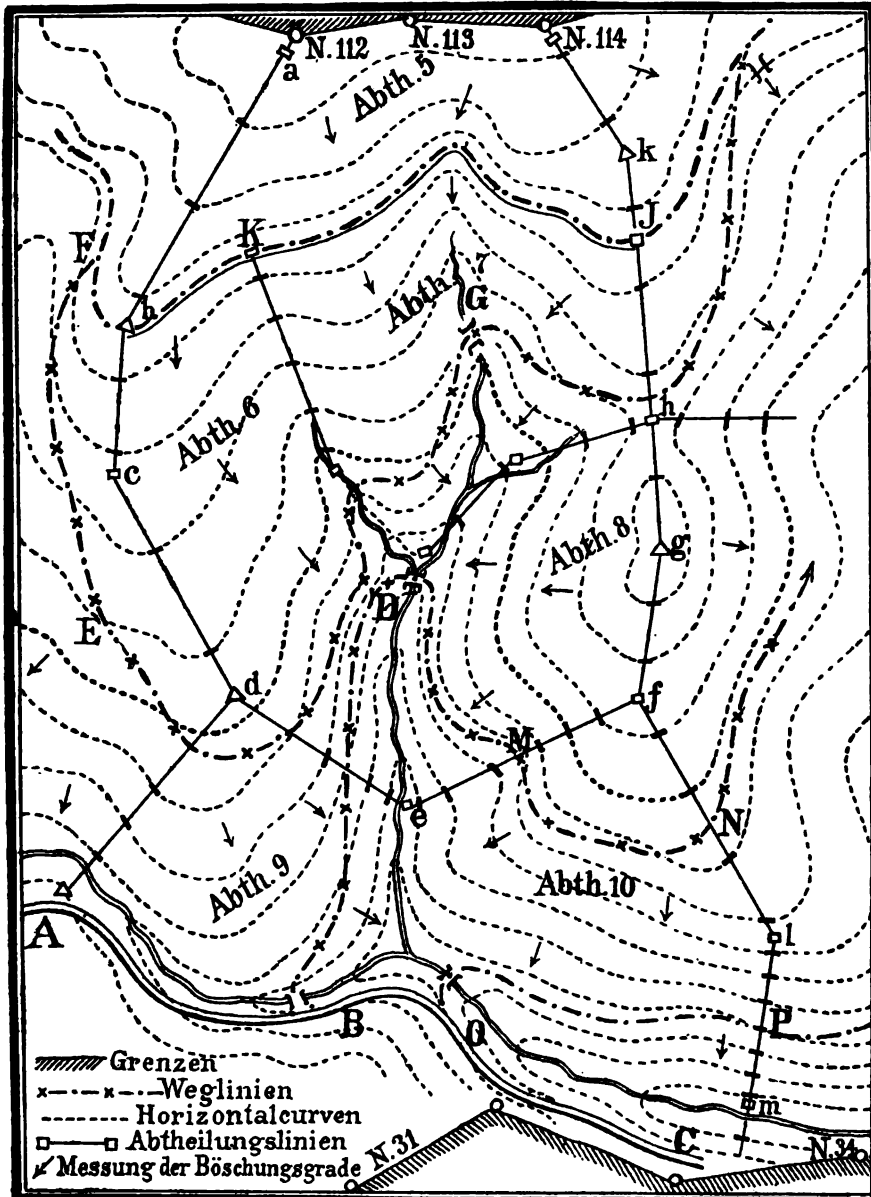 N. 112
N. 113
N. 114
a
Abth. 5
k
F
K
J
b
Abth. 7
G
Abth. 6
h
c
Abth. 8
g
D
E
d
f
M
e
N
Abth. 9
Abth. 10
A
l
B
O
P
m
C
Grenzen
Weglinien
Horizontalcurven
Abtheilungslinien
Messung der Böschungsgrade
N. 31
N. 34